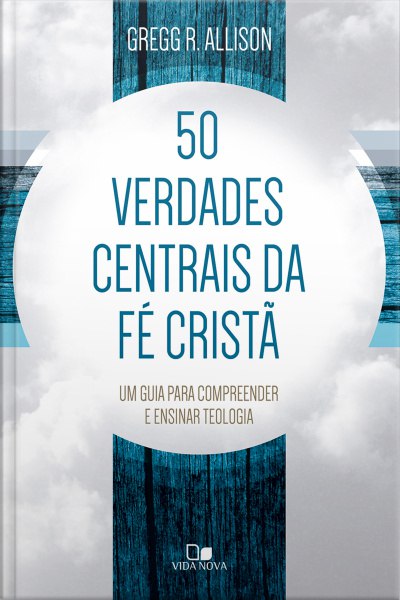 GREGG R. ALLISON
50
VERDADES
CENTRAIS DA
FÉ CRISTÃ
UM GUIA PARA COMPREENDER
E ENSINAR TEOLOGIA
VIDA NOVA